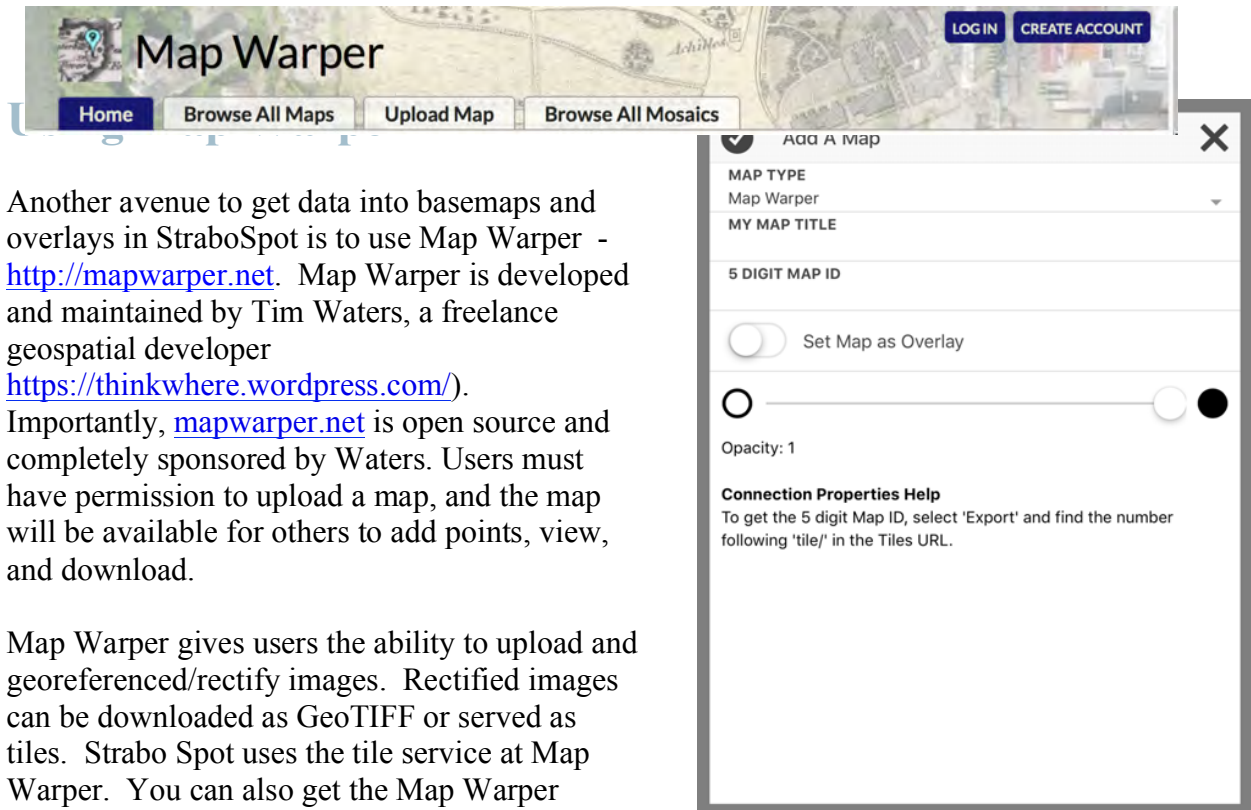 Map Warper
Achilles
LOG IN CREATE ACCOUNT
Home Browse All Maps Upload Map Browse All Mosaics
Another avenue to get data into basemaps and
overlays in StraboSpot is to use Map Warper -
http://mapwarper.net. Map Warper is developed
and maintained by Tim Waters, a freelance
geospatial developer
https://thinkwhere.wordpress.com/).
Importantly, mapwarper.net is open source and
completely sponsored by Waters. Users must
have permission to upload a map, and the map
will be available for others to add points, view,
and download.
Map Warper gives users the ability to upload and
georeferenced/rectify images. Rectified images
can be downloaded as GeoTIFF or served as
tiles. Strabo Spot uses the tile service at Map
Warper. You can also get the Map Warper
Add A Map
MAP TYPE
Map Warper
MY MAP TITLE
5 DIGIT MAP ID
Set Map as Overlay
Opacity: 1
Connection Properties Help
To get the 5 digit Map ID, select 'Export' and find the number
following 'tile/' in the Tiles URL.